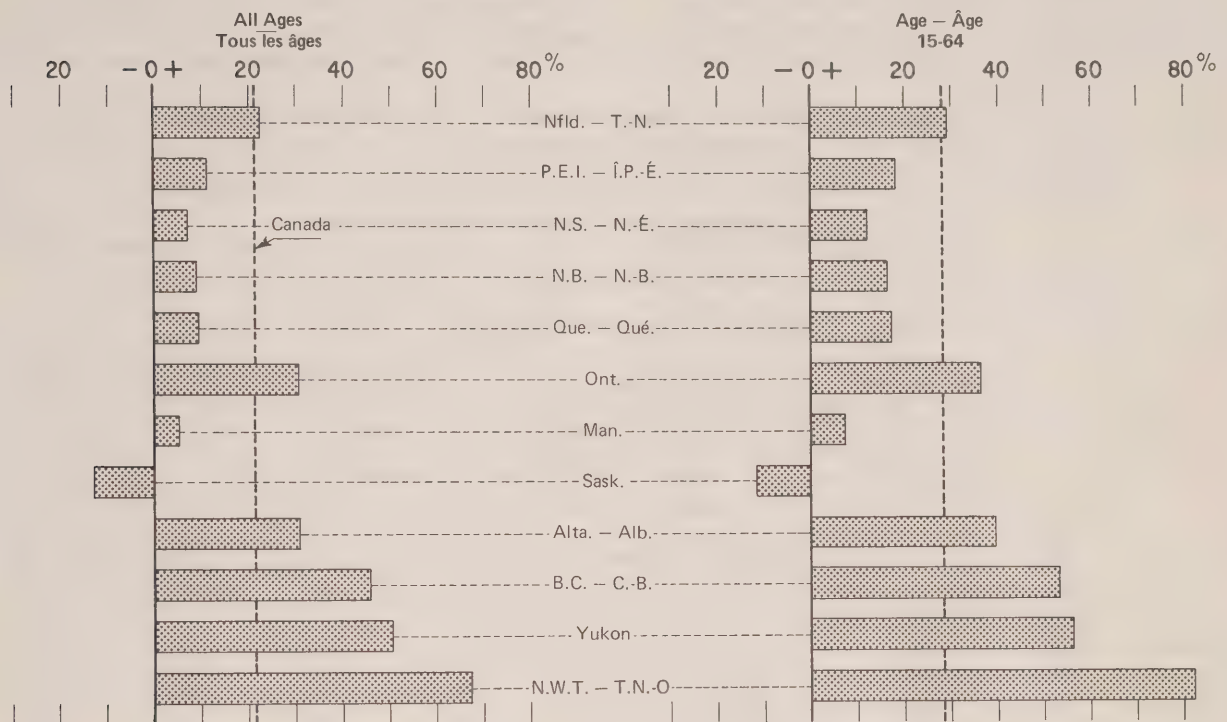 All Ages
Tous les âges
Age — Âge
15-64
20 — 0 + 20 40 60 80%
20 — 0 + 20 40 60 80%
Nfld. — T.-N.
P.E.I. — Î.P.-É.
Canada
N.S. — N.-É.
N.B. — N.-B.
Que. — Qué.
Ont.
Man.
Sask.
Alta. — Alb.
B.C. — C.-B.
Yukon
N.W.T. — T.N.-O